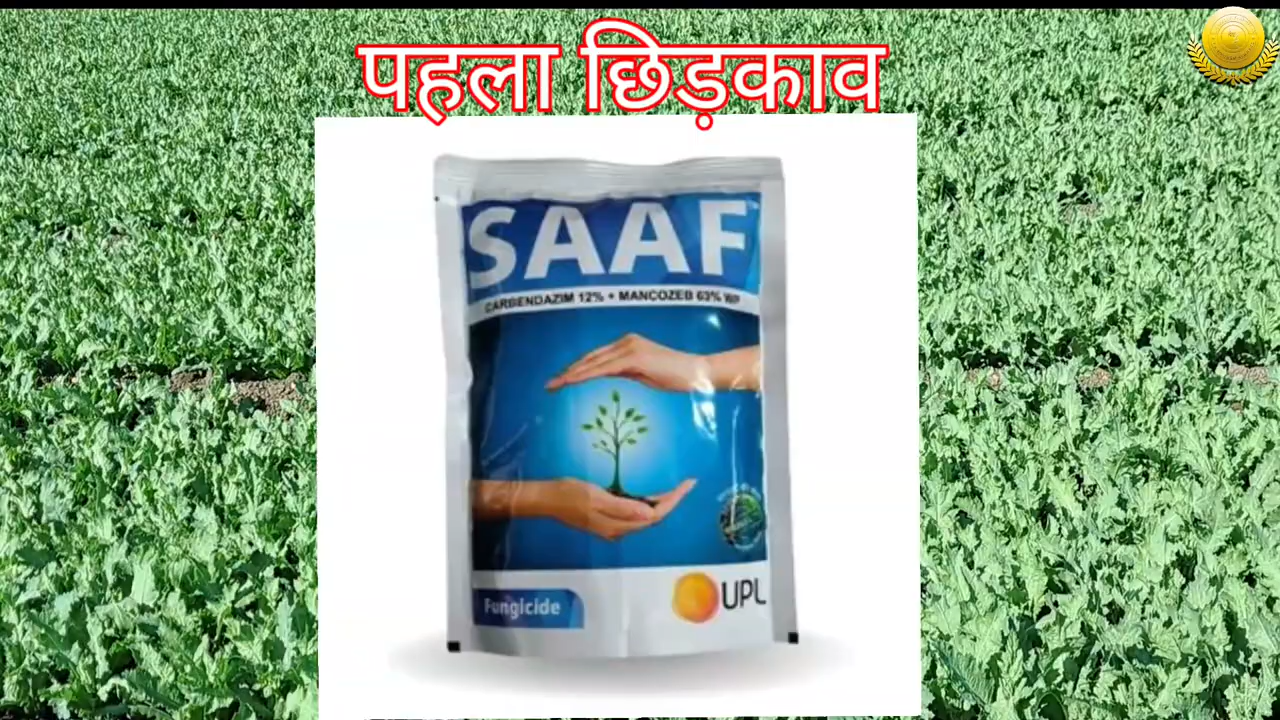 पहला छिड़काव
SAAF
CARBENDAZIM 12% + MANCOZEB 63% WP
Fungicide
UPL